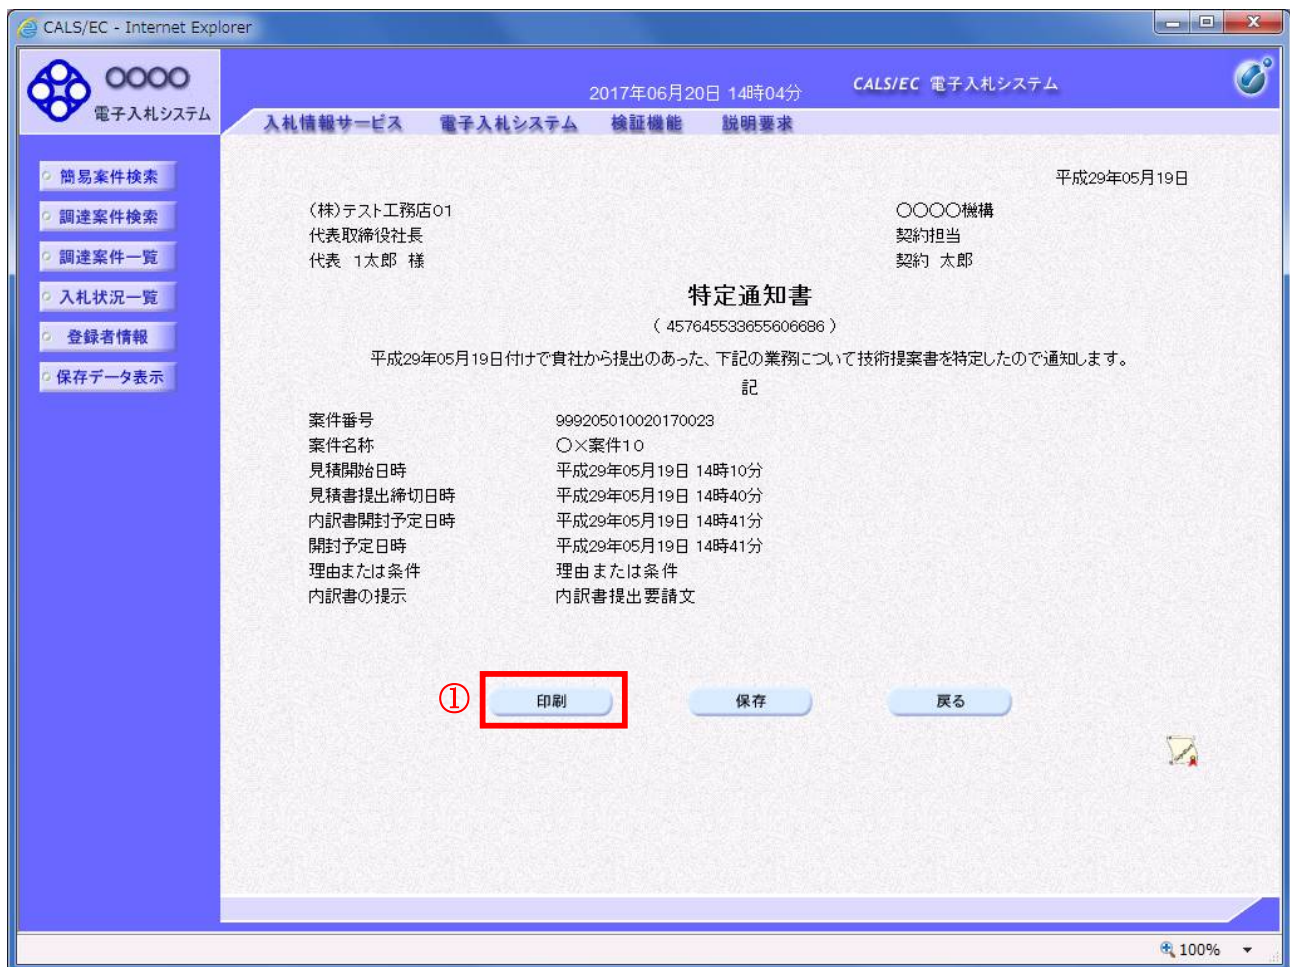 CALS/EC - Internet Explorer
〇〇〇〇
電子入札システム
2017年06月20日 14時04分
CALS/EC 電子入札システム
入札情報サービス 電子入札システム 検証機能 説明要求
簡易案件検索
調達案件検索
調達案件一覧
入札状況一覧
登録者情報
保存データ表示
平成29年05月19日
(株)テスト工務店01
代表取締役社長
代表 1太郎 様
〇〇〇〇機構
契約担当
契約 太郎
特定通知書
( 457645533655606686 )
平成29年05月19日付けで貴社から提出のあった、下記の業務について技術提案書を特定したので通知します。
記
案件番号 999205010020170023
案件名称 〇×案件10
見積開始日時 平成29年05月19日 14時10分
見積書提出締切日時 平成29年05月19日 14時40分
内訳書開封予定日時 平成29年05月19日 14時41分
開封予定日時 平成29年05月19日 14時41分
理由または条件 理由または条件
内訳書の提示 内訳書提出要請文
① 印刷 保存 戻る
100%